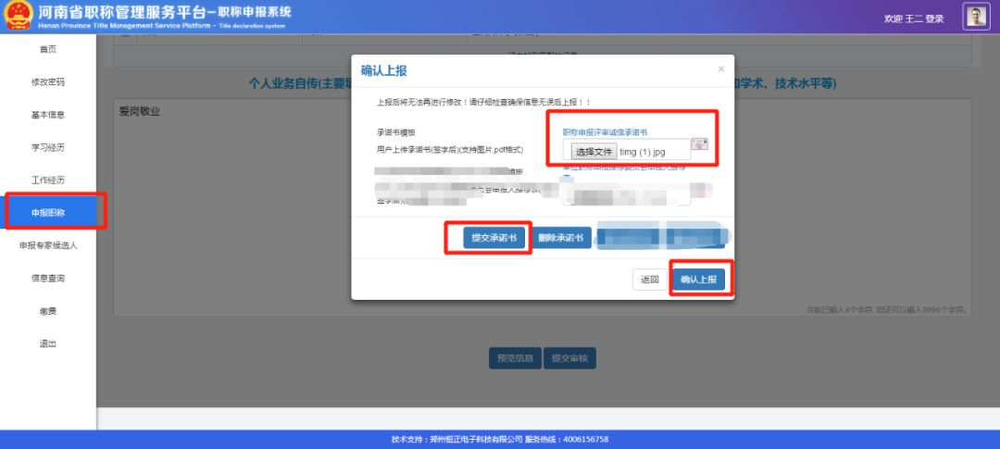 河南省职称管理服务平台-职称申报系统
Henan Province Title Management Service Platform - Title declaration system
欢迎 王二 登录
首页
修改密码
基本信息
学习经历
工作经历
申报职称
申报专家候选人
信息查询
缴费
退出
个人业务自传(主要
和学术、技术水平等)
爱岗敬业
确认上报
×
上报后将无法再进行修改！请仔细检查确保信息无误后上报！！
承诺书模板
职称申报评审诚信承诺书
用户上传承诺书(签字后)(支持图片,pdf格式)
选择文件 timg (1).jpg
提交承诺书
删除承诺书
返回
确认上报
当前已输入4个字符, 您还可以输入9996个字符。
预览信息
提交审核
技术支持：郑州恒正电子科技有限公司 服务热线：4006156758